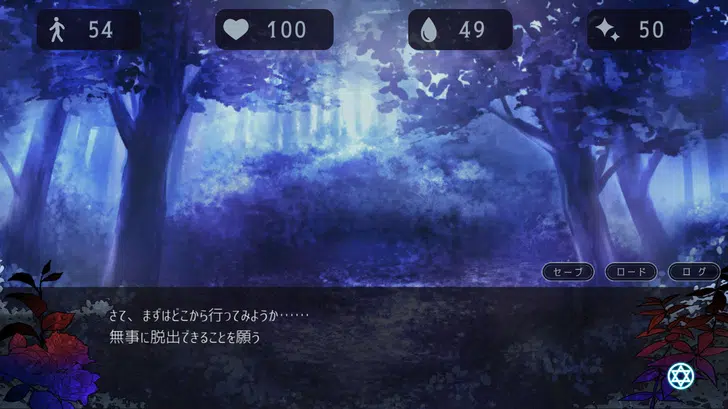 54
100
49
50
セーブ
ロード
ログ
さて、まずはどこから行ってみようか……
無事に脱出できることを願う